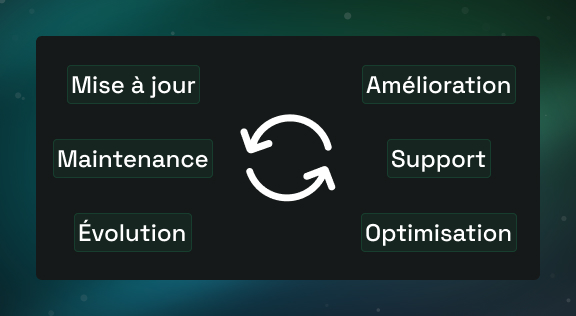 Mise à jour
Amélioration
Maintenance
Support
Évolution
Optimisation